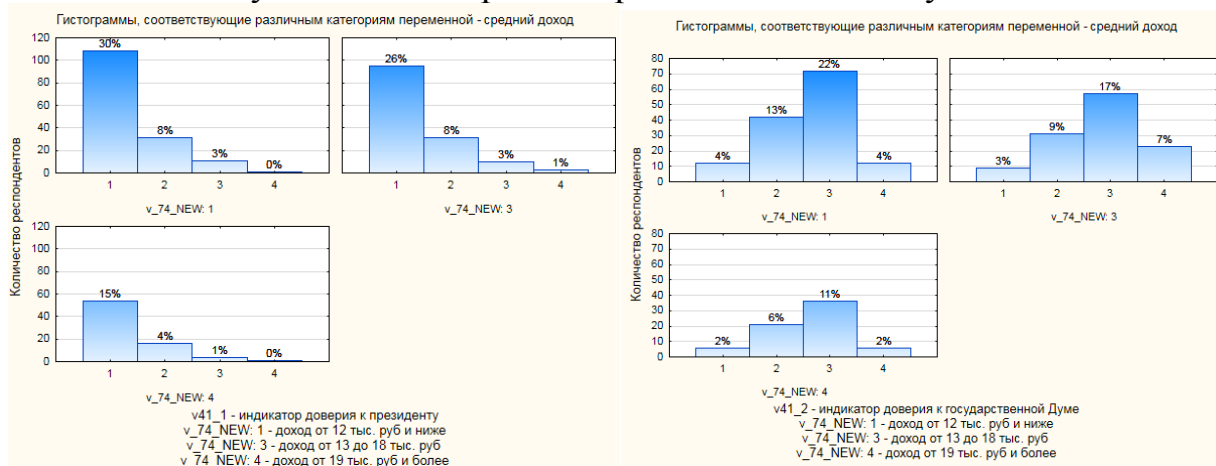 Гистограммы, соответствующие различным категориям переменной - средний доход
Количество респондентов
120
100
80
60
40
20
0
30%
8%
3%
0%
1 2 3 4
v_74_NEW: 1
26%
8%
3%
1%
1 2 3 4
v_74_NEW: 3
120
100
80
60
40
20
0
15%
4%
1%
0%
1 2 3 4
v_74_NEW: 4
v41_1 - индикатор доверия к президенту
v_74_NEW: 1 - доход от 12 тыс. руб и ниже
v_74_NEW: 3 - доход от 13 до 18 тыс. руб
v_74_NEW: 4 - доход от 19 тыс. руб и более
Гистограммы, соответствующие различным категориям переменной - средний доход
Количество респондентов
80
70
60
50
40
30
20
10
0
4%
13%
22%
4%
1 2 3 4
v_74_NEW: 1
3%
9%
17%
7%
1 2 3 4
v_74_NEW: 3
80
70
60
50
40
30
20
10
0
2%
6%
11%
2%
1 2 3 4
v_74_NEW: 4
v41_2 - индикатор доверия к государственной Думе
v_74_NEW: 1 - доход от 12 тыс. руб и ниже
v_74_NEW: 3 - доход от 13 до 18 тыс. руб
v_74_NEW: 4 - доход от 19 тыс. руб и более